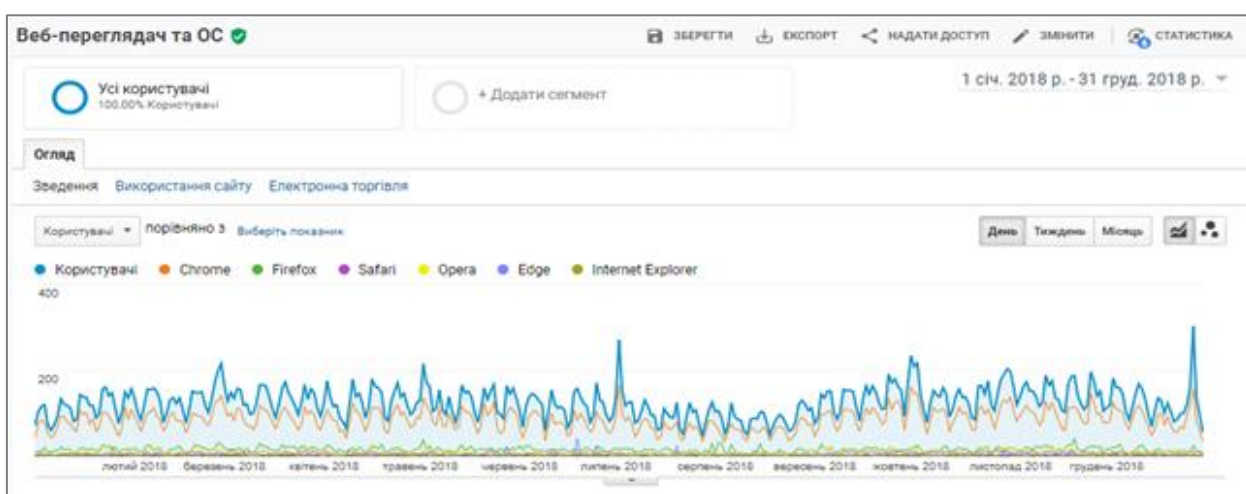 Веб-переглядач та ОС
ЗБЕРЕГТИ ЕКСПОРТ НАДАТИ ДОСТУП ЗМІНИТИ СТАТИСТИКА
Усі користувачі
100.00% Користувачі
+ Додати сегмент
1 січ. 2018 р. - 31 груд. 2018 р.
Огляд
Зведення Використання сайту Електронна торгівля
Користувачі порівняно з Виберіть показник
День Тиждень Місяць
Користувачі Chrome Firefox Safari Opera Edge Internet Explorer
400
200
лютий 2018 березень 2018 квітень 2018 травень 2018 червень 2018 липень 2018 серпень 2018 вересень 2018 жовтень 2018 листопад 2018 грудень 2018